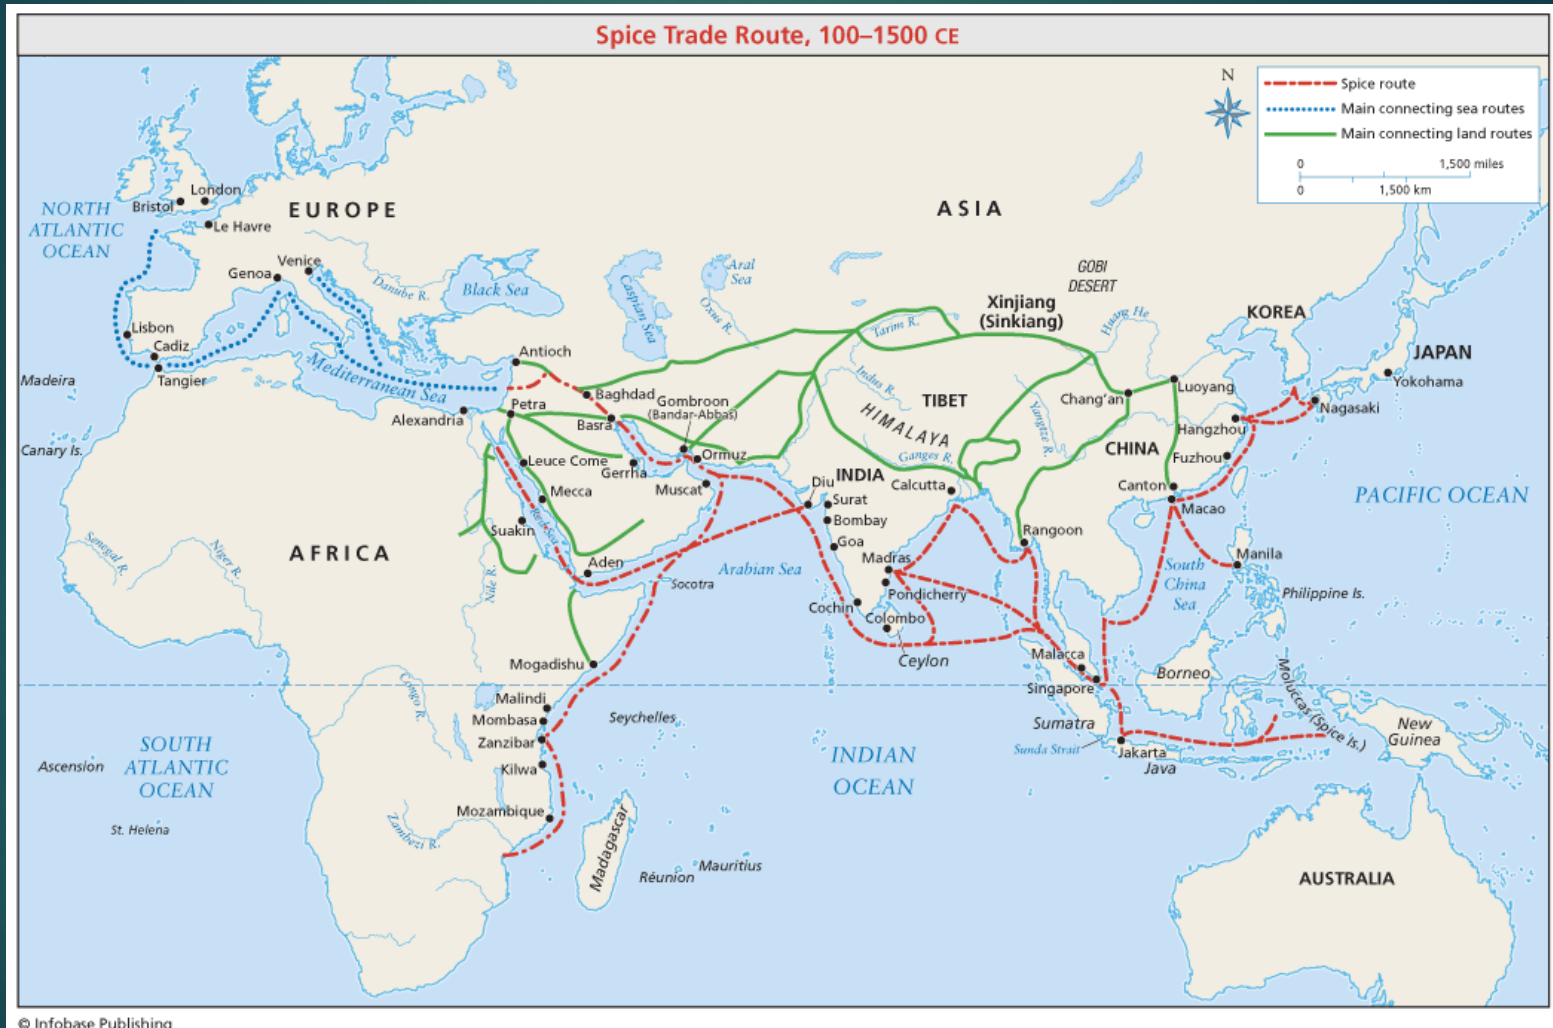 Spice Trade Route, 100–1500 CE
N
Spice route
Main connecting sea routes
Main connecting land routes
0
1,500 miles
0
1,500 km
NORTH
ATLANTIC
OCEAN
London
Bristol
Le Havre
EUROPE
ASIA
Venice
Genoa
Danube R.
Black Sea
Caspian Sea
Aral
Sea
Oxus R.
GOBI
DESERT
Xinjiang
(Sinkiang)
Tarim R.
Huang He
KOREA
JAPAN
Yokohama
Nagasaki
Lisbon
Cadiz
Tangier
Madeira
Canary Is.
Mediterranean Sea
Antioch
Alexandria
Petra
Baghdad
Basra
Gombroon
(Bandar-Abbas)
Ormuz
Indus R.
HIMALAYA
TIBET
Ganges R.
Yangtze R.
Chang'an
Luoyang
Hangzhou
CHINA
Fuzhou
Canton
Macao
PACIFIC OCEAN
Leuce Come
Gerrha
Muscat
Mecca
Suakin
Red Sea
Aden
Nile R.
AFRICA
Senegal R.
Niger R.
Diu
INDIA
Calcutta
Surat
Bombay
Goa
Madras
Pondicherry
Cochin
Colombo
Ceylon
Rangoon
Arabian Sea
Socotra
South
China
Sea
Manila
Philippine Is.
Mogadishu
Malindi
Mombasa
Zanzibar
Kilwa
Mozambique
Congo R.
Zambezi R.
Seychelles
Malacca
Singapore
Borneo
Sumatra
Sunda Strait
Jakarta
Java
Moluccas (Spice Is.)
New
Guinea
SOUTH
ATLANTIC
OCEAN
Ascension
St. Helena
INDIAN
OCEAN
Madagascar
Réunion
Mauritius
AUSTRALIA
© Infobase Publishing